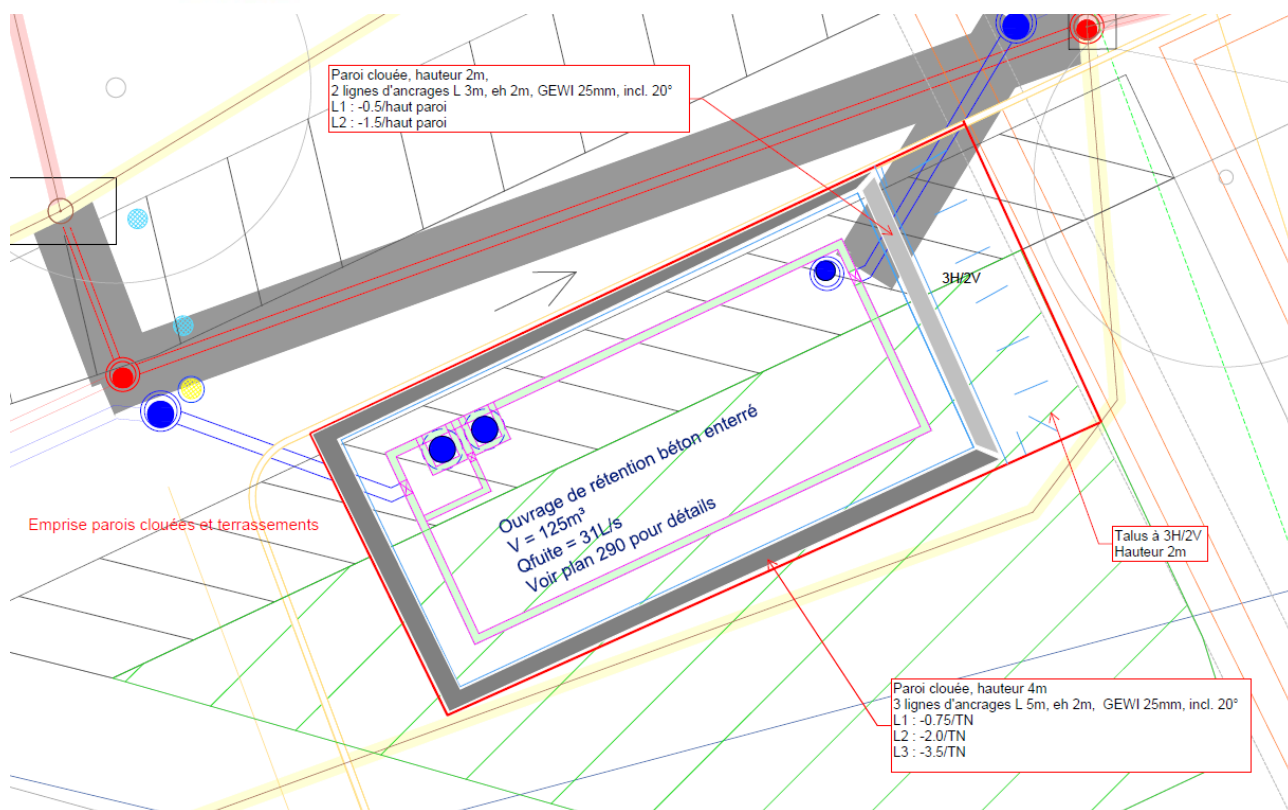 Paroi clouée, hauteur 2m,
2 lignes d'ancrages L 3m, eh 2m, GEWI 25mm, incl. 20°
L1 : -0.5/haut paroi
L2 : -1.5/haut paroi
3H/2V
Ouvrage de rétention béton enterré
V = 125m³
Qfuite = 31L/s
Voir plan 290 pour détails
Emprise parois clouées et terrassements
Talus à 3H/2V
Hauteur 2m
Paroi clouée, hauteur 4m
3 lignes d'ancrages L 5m, eh 2m, GEWI 25mm, incl. 20°
L1 : -0.75/TN
L2 : -2.0/TN
L3 : -3.5/TN